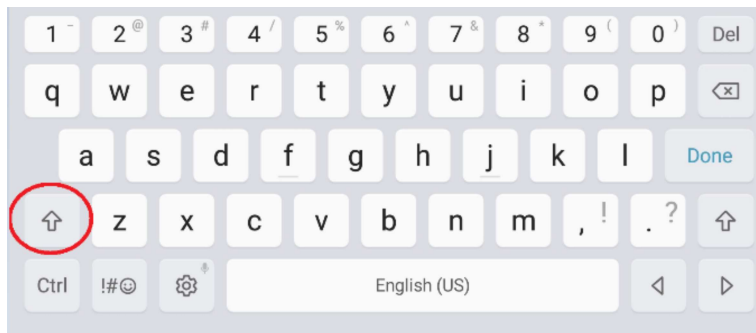 1 - 2 @ 3 # 4 / 5 % 6 ^ 7 & 8 * 9 ( 0 ) Del
q w e r t y u i o p
a s d f g h j k l Done
z x c v b n m , ! . ?
Ctrl !#☺ English (US)